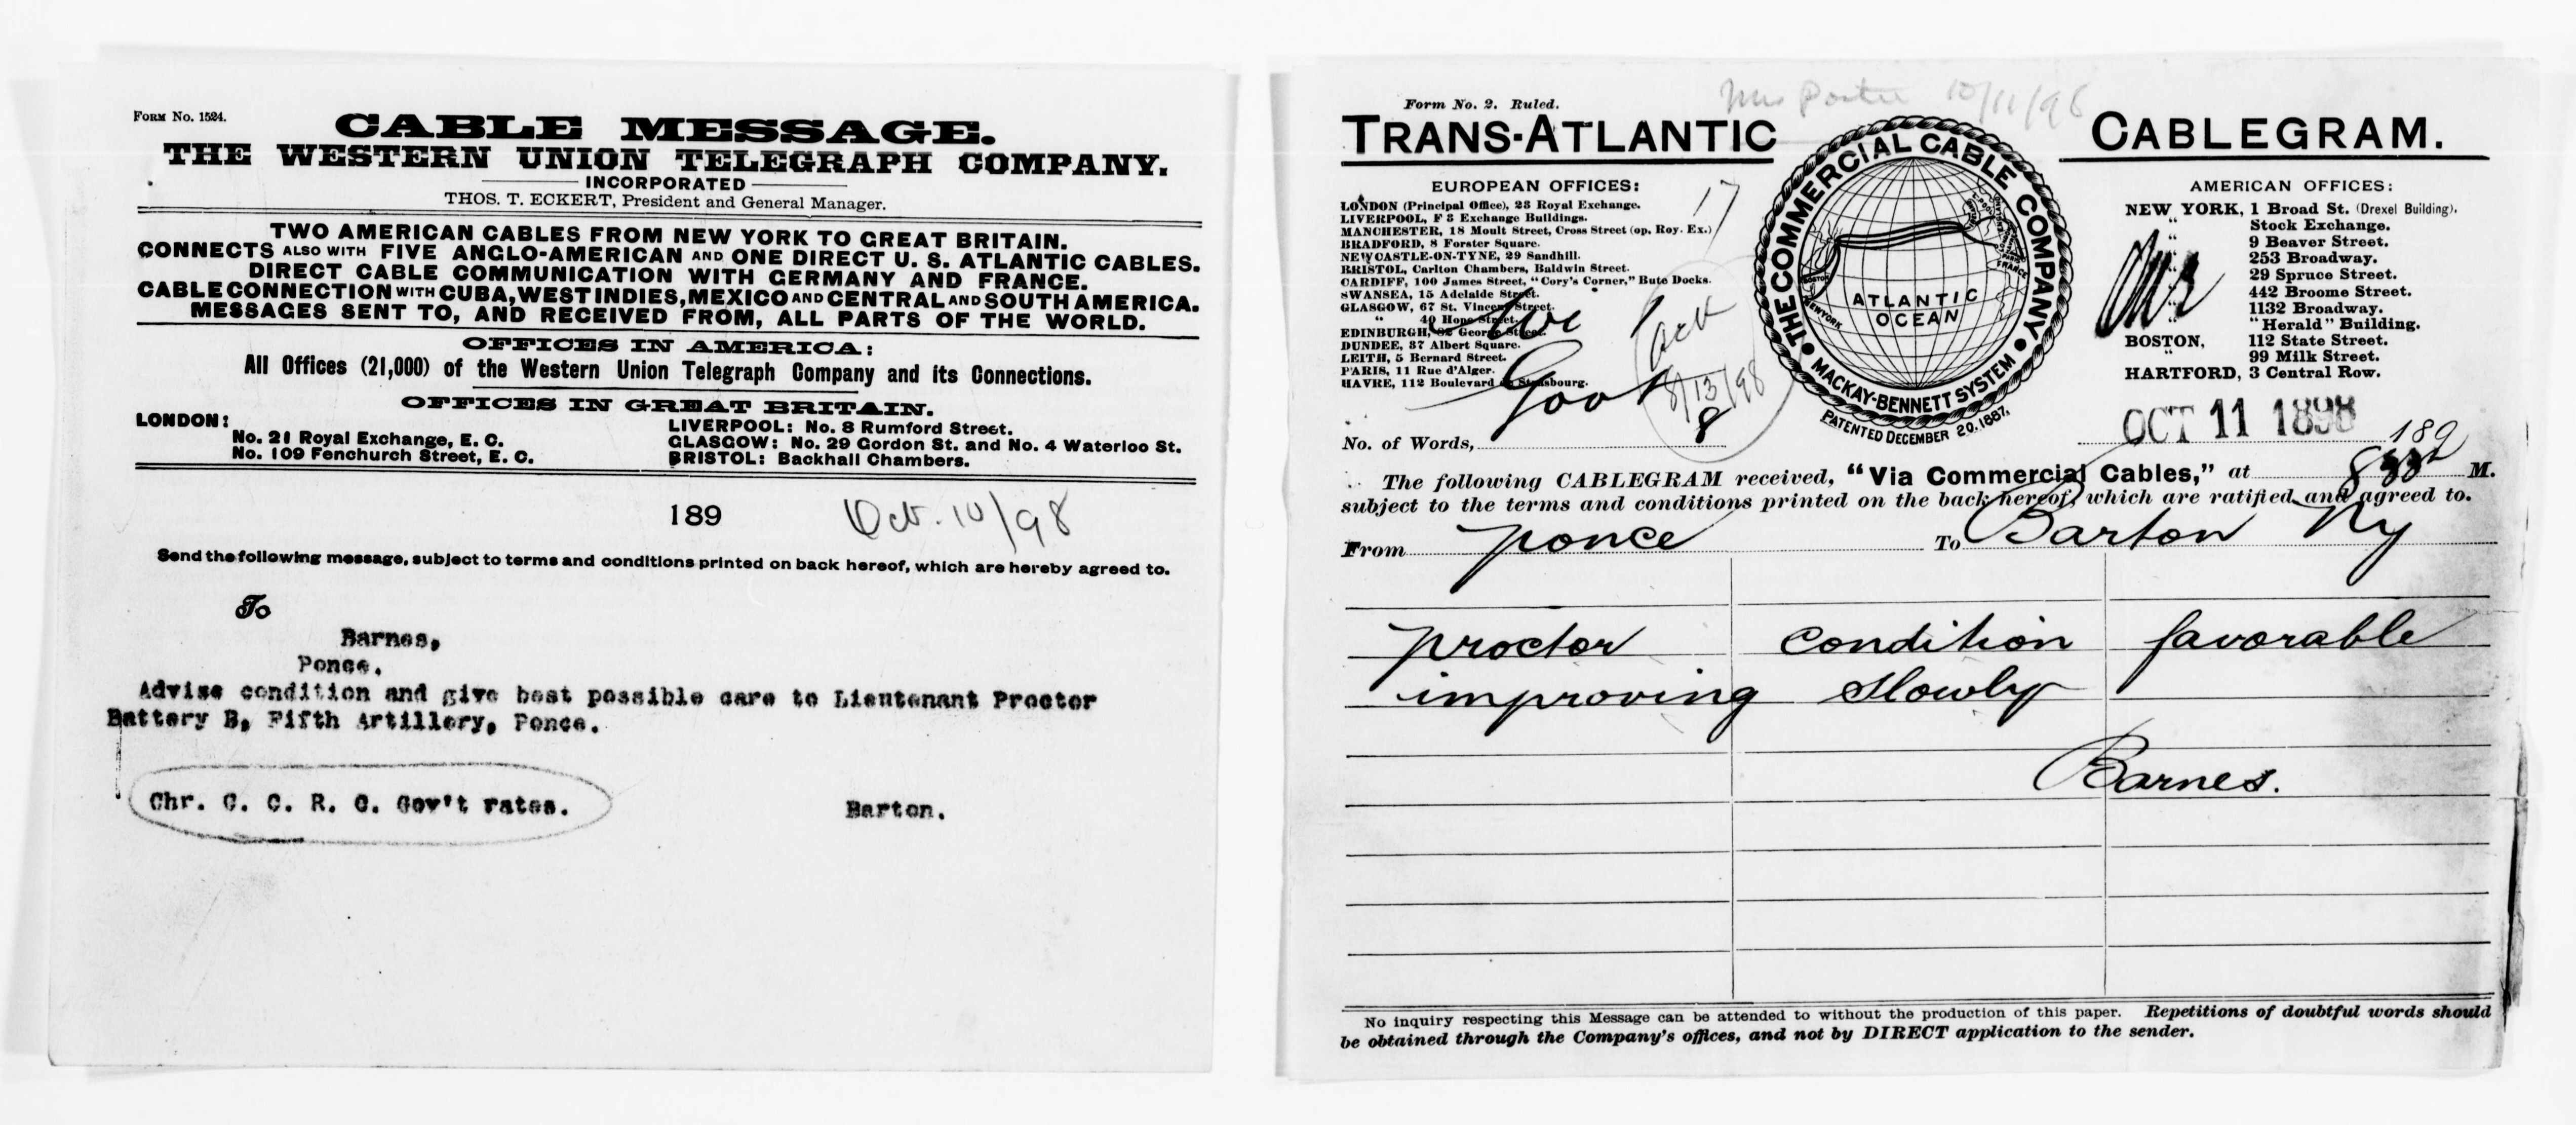 FORM No. 1524.
CABLE MESSAGE.
THE WESTERN UNION TELEGRAPH COMPANY.
INCORPORATED
THOS. T. ECKERT, President and General Manager.
TWO AMERICAN CABLES FROM NEW YORK TO GREAT BRITAIN.
CONNECTS ALSO WITH FIVE ANGLO-AMERICAN AND ONE DIRECT U. S. ATLANTIC CABLES.
DIRECT CABLE COMMUNICATION WITH GERMANY AND FRANCE.
CABLE CONNECTION WITH CUBA, WEST INDIES, MEXICO AND CENTRAL AND SOUTH AMERICA.
MESSAGES SENT TO, AND RECEIVED FROM, ALL PARTS OF THE WORLD.
OFFICES IN AMERICA:
All Offices (21,000) of the Western Union Telegraph Company and its Connections.
OFFICES IN GREAT BRITAIN.
LONDON:
No. 21 Royal Exchange, E. C.
No. 109 Fenchurch Street, E. C.
LIVERPOOL: No. 8 Rumford Street.
GLASGOW: No. 29 Gordon St. and No. 4 Waterloo St.
BRISTOL: Backhall Chambers.
189 Oct. 10/98
Send the following message, subject to terms and conditions printed on back hereof, which are hereby agreed to.
To
Barnes,
Ponce.
Advise condition and give best possible care to Lieutenant Proctor
Battery B, Fifth Artillery, Ponce.
Chr. C. C. R. C. Gov't rates.
Barton.
Mrs Porter 10/11/98
Form No. 2. Ruled.
TRANS-ATLANTIC CABLEGRAM.
EUROPEAN OFFICES:
17
LONDON (Principal Office), 23 Royal Exchange.
LIVERPOOL, F 3 Exchange Buildings.
MANCHESTER, 18 Moult Street, Cross Street (op. Roy. Ex.)
BRADFORD, 8 Forster Square.
NEWCASTLE-ON-TYNE, 29 Sandhill.
BRISTOL, Carlton Chambers, Baldwin Street.
CARDIFF, 100 James Street, "Cory's Corner," Bute Docks.
SWANSEA, 15 Adelaide Street.
GLASGOW, 67 St. Vincent Street.
" 40 Hope Street.
EDINBURGH, George Street.
DUNDEE, 37 Albert Square.
LEITH, 5 Bernard Street.
PARIS, 11 Rue d'Alger.
HAVRE, 112 Boulevard de Strasbourg.
Gov't
Ack
8/13/98
No. of Words, 8
THE COMMERCIAL CABLE COMPANY
MACKAY-BENNETT SYSTEM
ATLANTIC
OCEAN
BOSTON
NEW YORK
FRANCE
PATENTED DECEMBER 20, 1887.
AMERICAN OFFICES:
NEW YORK, 1 Broad St. (Drexel Building).
" Stock Exchange.
" 9 Beaver Street.
" 253 Broadway.
" 29 Spruce Street.
" 442 Broome Street.
" 1132 Broadway.
" "Herald" Building.
BOSTON, 112 State Street.
" 99 Milk Street.
HARTFORD, 3 Central Row.
OCT 11 1898
189
The following CABLEGRAM received, "Via Commercial Cables," at M.
subject to the terms and conditions printed on the back hereof, which are ratified and agreed to.
From Ponce To Barton Ny
Proctor condition favorable
improving slowly
Barnes.
No inquiry respecting this Message can be attended to without the production of this paper. Repetitions of doubtful words should
be obtained through the Company's offices, and not by DIRECT application to the sender.